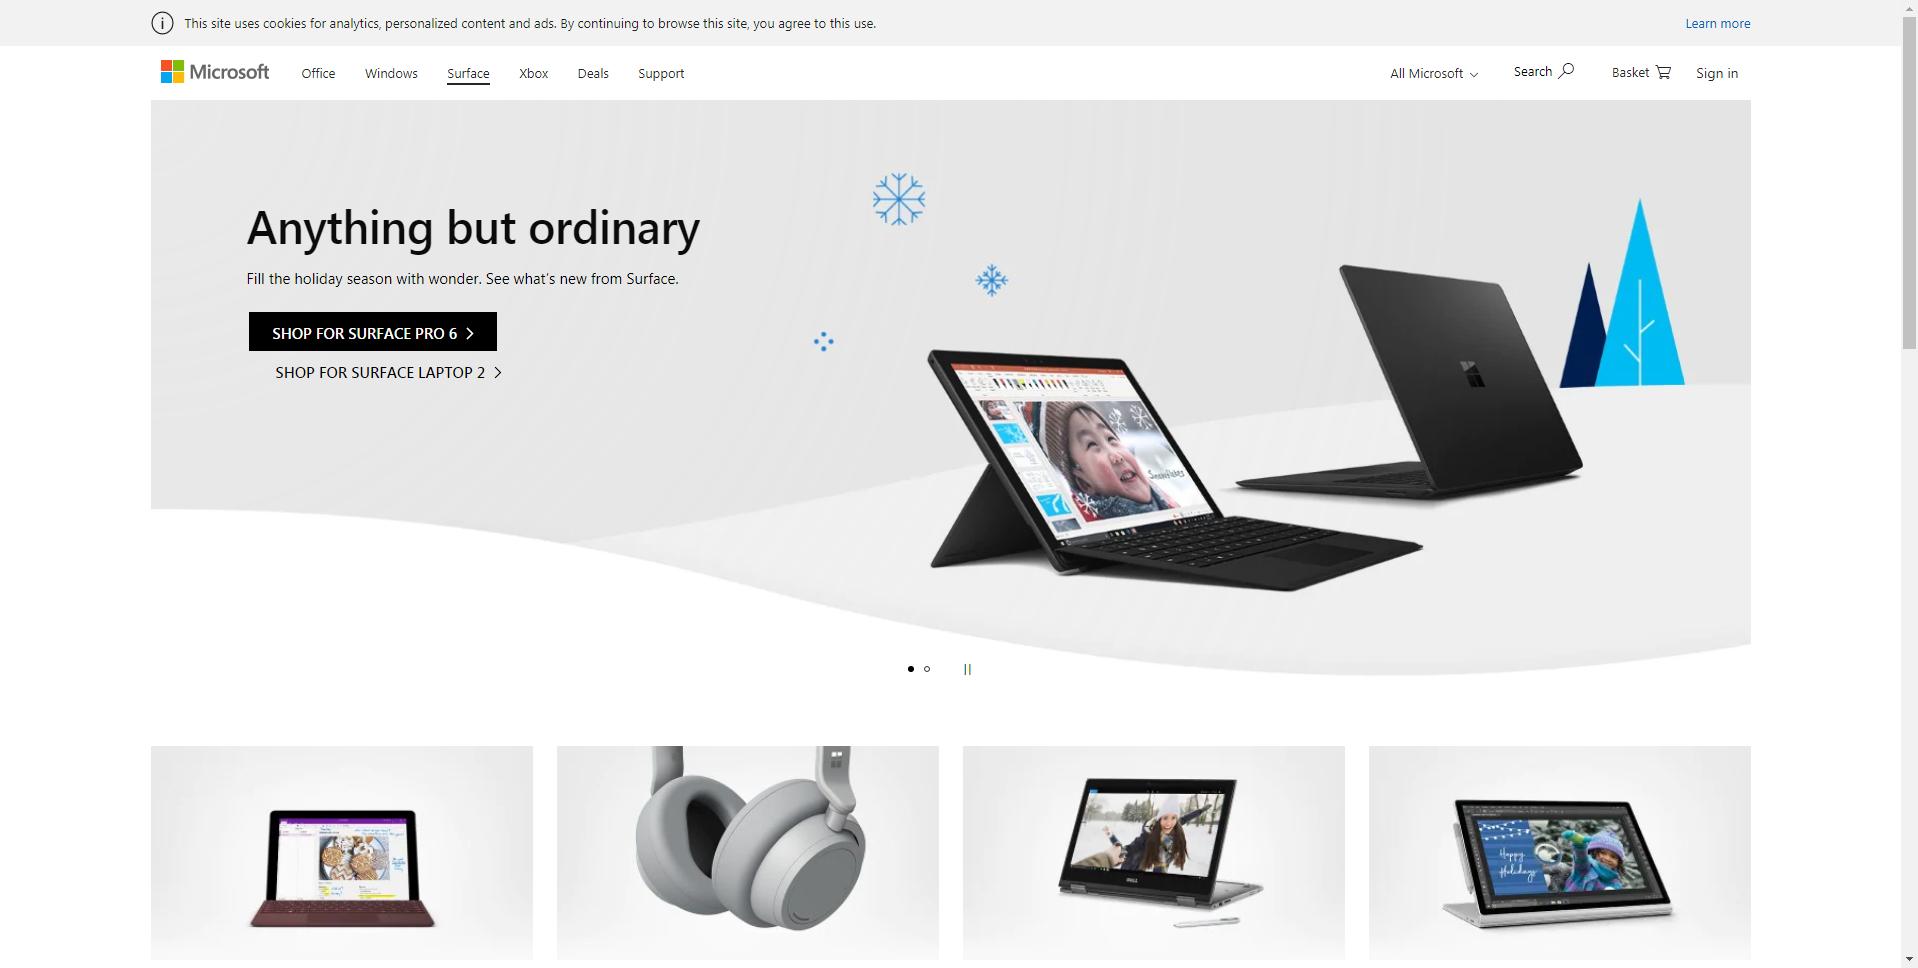 This site uses cookies for analytics, personalized content and ads. By continuing to browse this site, you agree to this use.
Learn more
Microsoft
Office
Windows
Surface
Xbox
Deals
Support
All Microsoft
Search
Basket
Sign in
Anything but ordinary
Fill the holiday season with wonder. See what's new from Surface.
SHOP FOR SURFACE PRO 6
SHOP FOR SURFACE LAPTOP 2
Snowflakes
DELL
Happy
Holidays